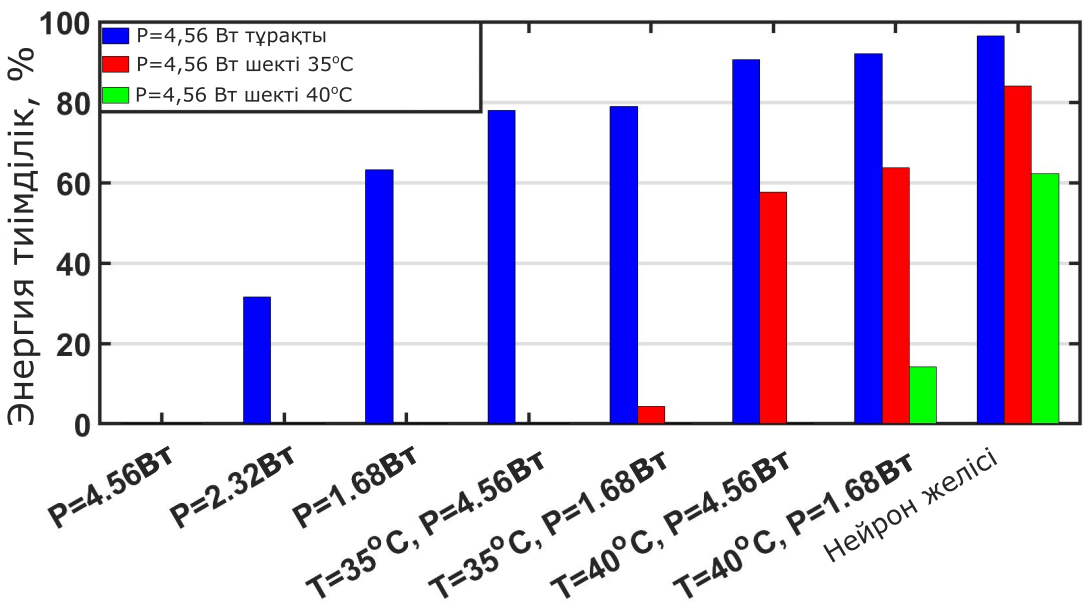 Энергия тиімділік, %
100
80
60
40
20
0
P=4,56 Вт тұрақты
P=4,56 Вт шекті 35°C
P=4,56 Вт шекті 40°C
P=4.56Вт
P=2.32Вт
P=1.68Вт
T=35°C, P=4.56Вт
T=35°C, P=1.68Вт
T=40°C, P=4.56Вт
T=40°C, P=1.68Вт
Нейрон желісі